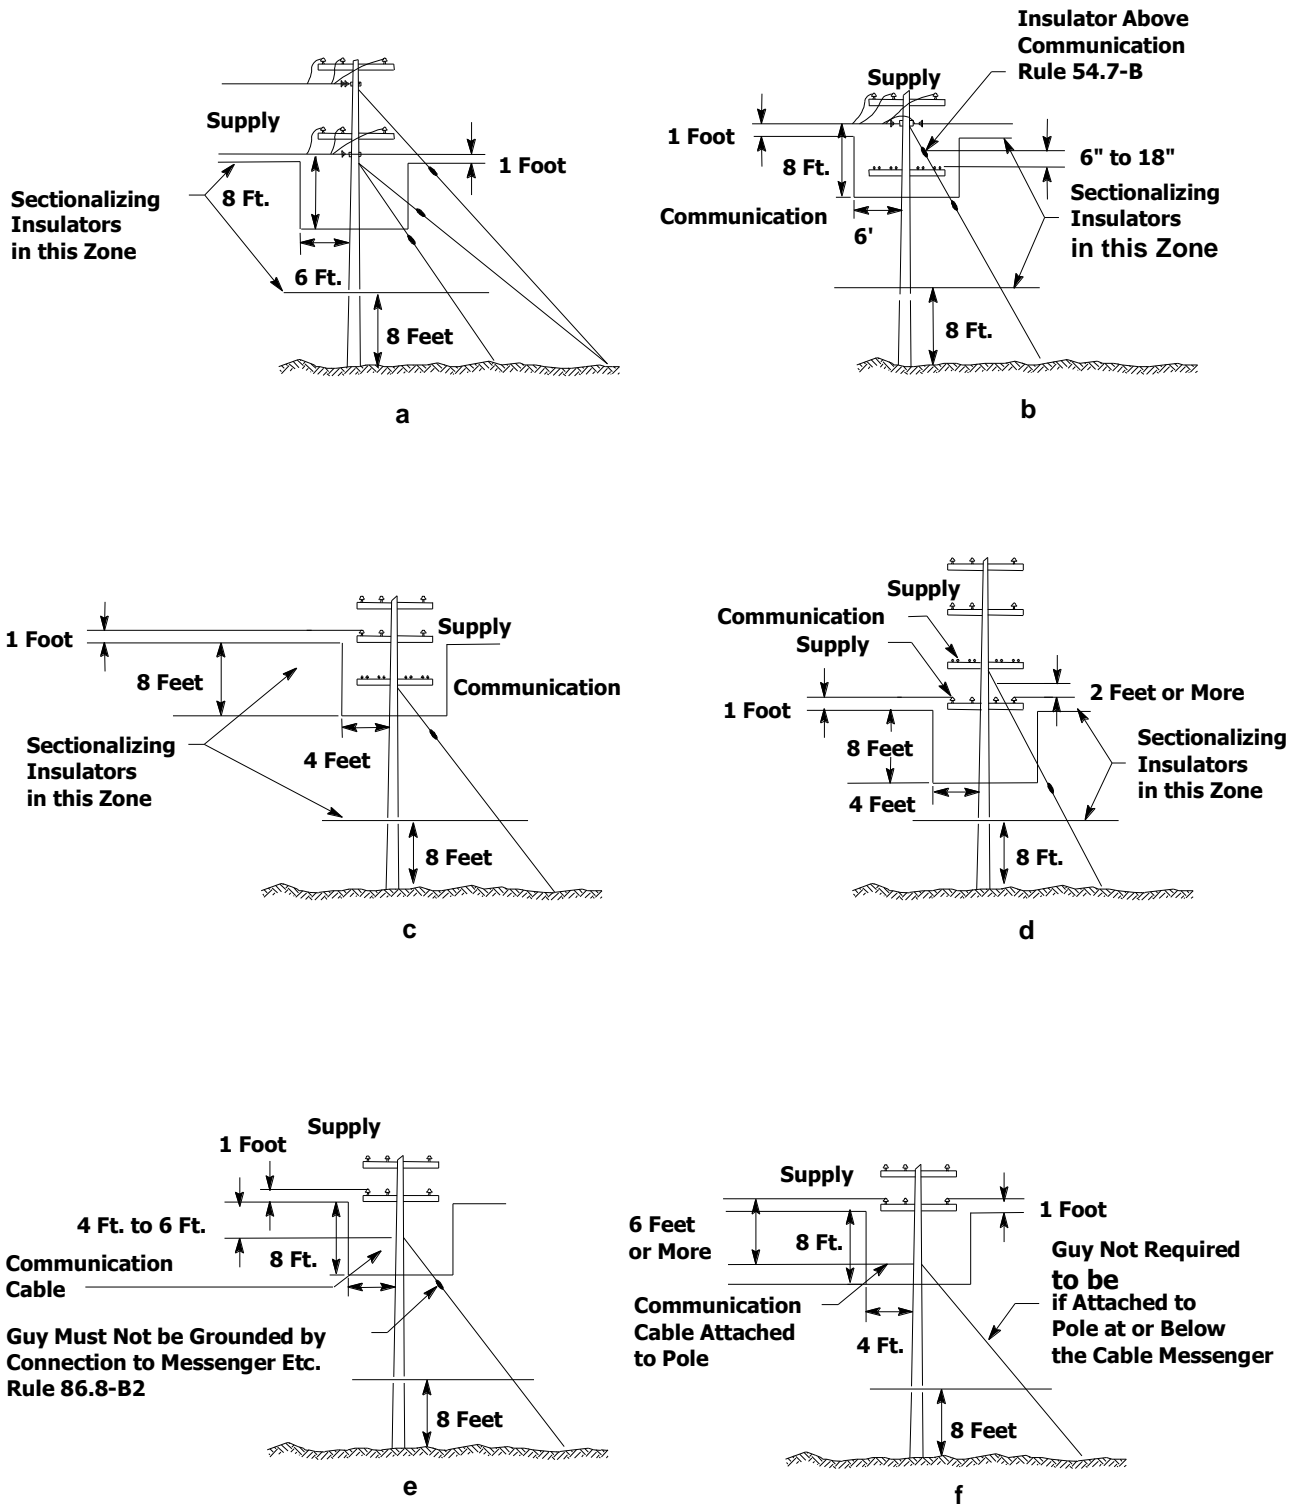 Supply
1 Foot
8 Ft.
Sectionalizing
Insulators
in this Zone
6 Ft.
8 Feet
a
Insulator Above
Communication
Rule 54.7-B
Supply
1 Foot
8 Ft.
6" to 18"
Sectionalizing
Insulators
in this Zone
Communication
6'
8 Ft.
b
1 Foot
Supply
8 Feet
Communication
Sectionalizing
Insulators
in this Zone
4 Feet
8 Feet
c
Supply
Communication
Supply
2 Feet or More
1 Foot
8 Feet
Sectionalizing
Insulators
in this Zone
4 Feet
8 Ft.
d
Supply
1 Foot
4 Ft. to 6 Ft.
8 Ft.
Communication
Cable
Guy Must Not be Grounded by
Connection to Messenger Etc.
Rule 86.8-B2
8 Feet
e
Supply
1 Foot
6 Feet
or More
8 Ft.
Guy Not Required
to be
if Attached to
Pole at or Below
the Cable Messenger
Communication
Cable Attached
to Pole
4 Ft.
8 Feet
f